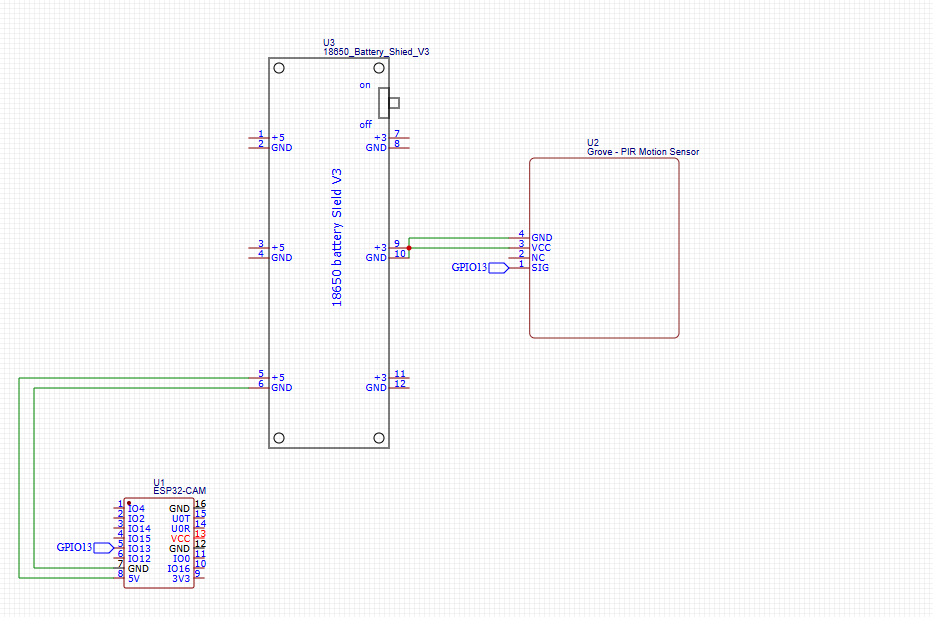 U3
18650_Battery_Shied_V3
on
off
1 +5
2 GND
+3 7
GND 8
18650 battery Sield V3
3 +5
4 GND
+3 9
GND 10
5 +5
6 GND
+3 11
GND 12
U2
Grove - PIR Motion Sensor
4 GND
3 VCC
2 NC
GPIO13 1 SIG
U1
ESP32-CAM
1 IO4 GND 16
2 IO2 U0T 15
3 IO14 U0R 14
4 IO15 VCC 13
GPIO13 5 IO13 GND 12
6 IO12 IO0 11
7 GND IO16 10
8 5V 3V3 9